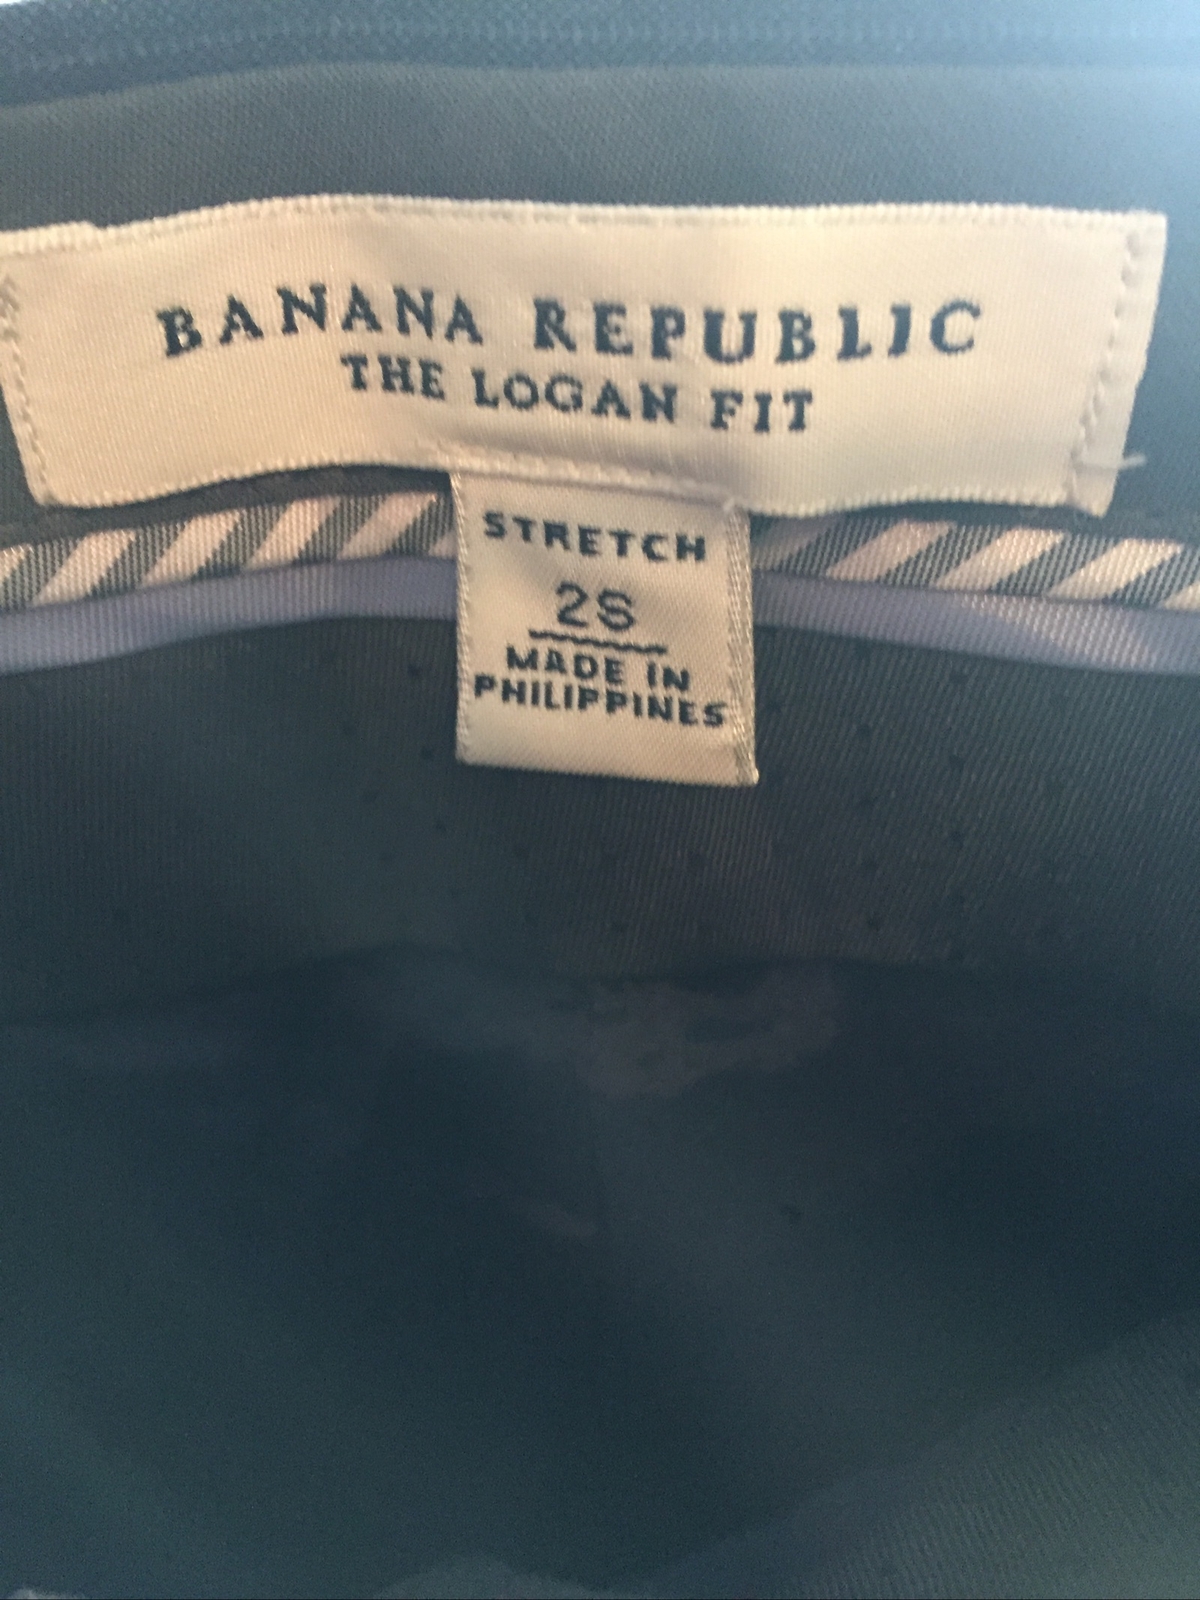 BANANA REPUBLIC
THE LOGAN FIT
STRETCH
2S
MADE IN
PHILIPPINES